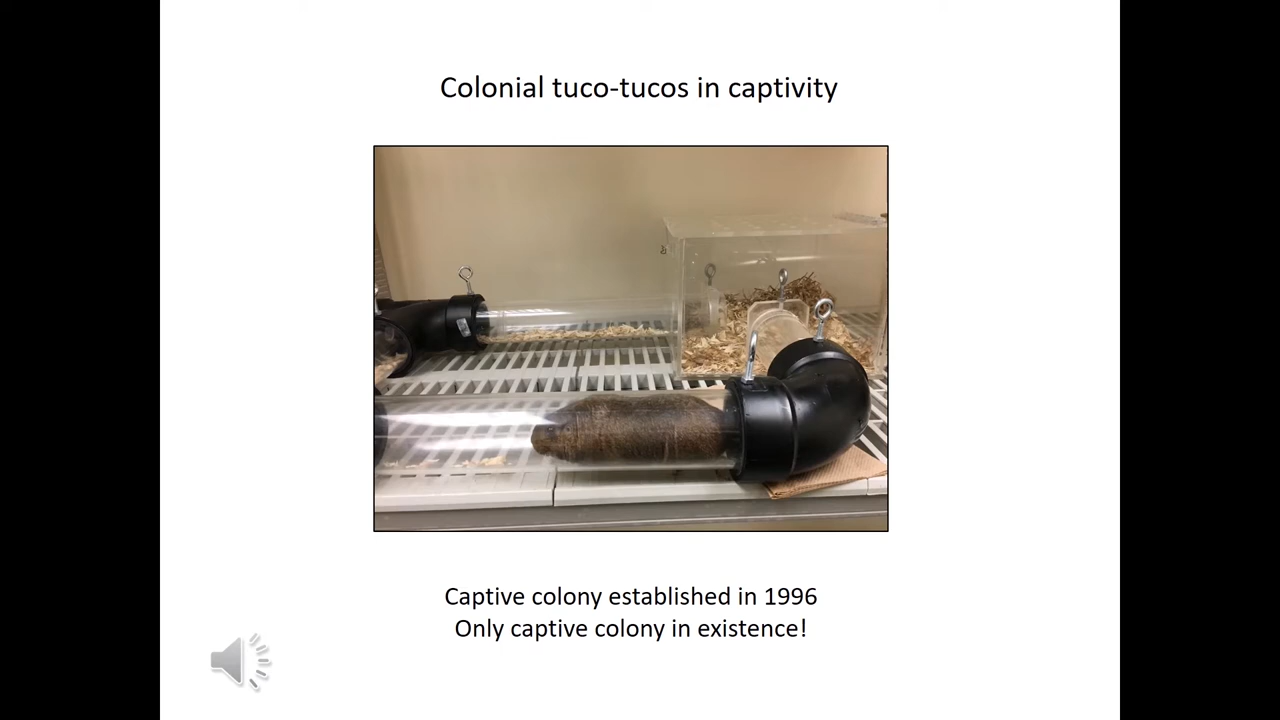 Colonial tuco-tucos in captivity
Captive colony established in 1996
Only captive colony in existence!